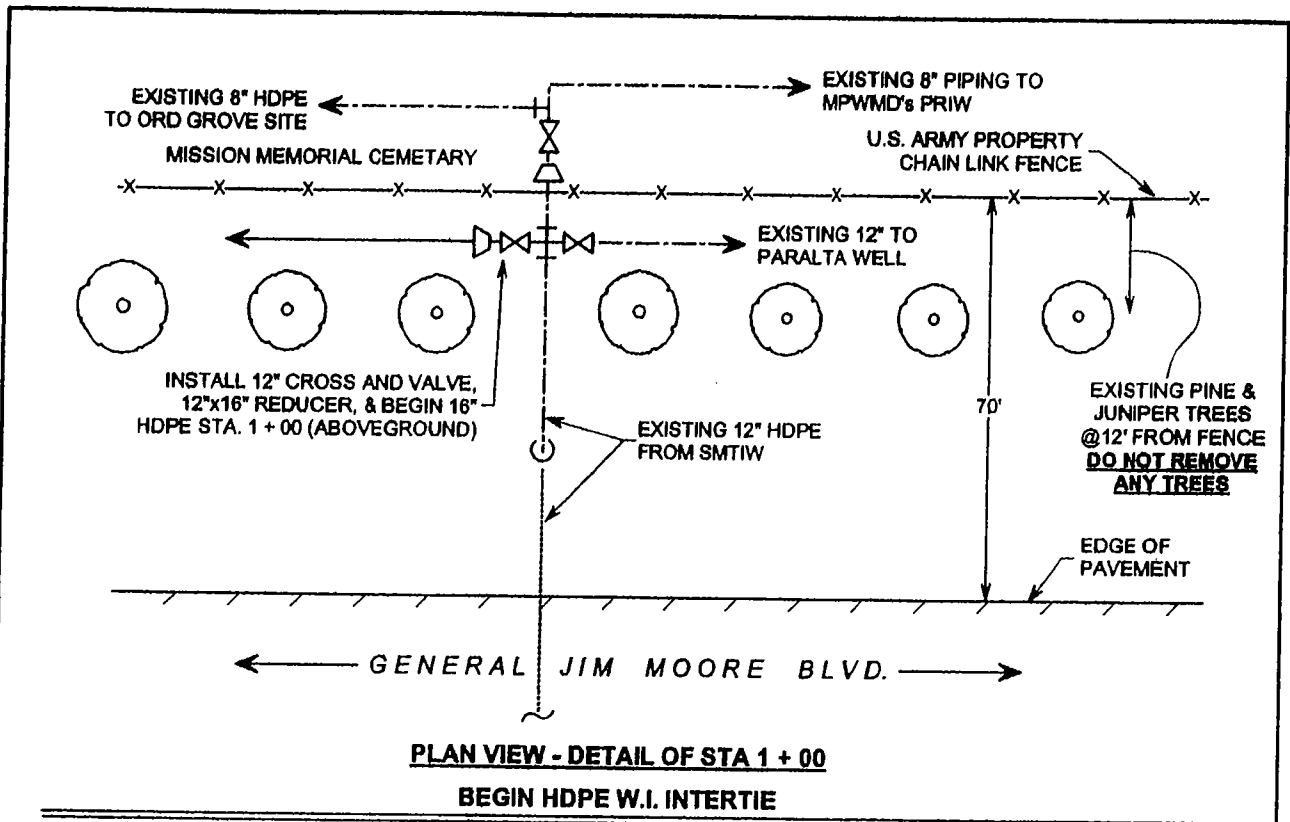 EXISTING 8" HDPE
TO ORD GROVE SITE
EXISTING 8" PIPING TO
MPWMD's PRIW
MISSION MEMORIAL CEMETARY
U.S. ARMY PROPERTY
CHAIN LINK FENCE
EXISTING 12" TO
PARALTA WELL
INSTALL 12" CROSS AND VALVE,
12"x16" REDUCER, & BEGIN 16"
HDPE STA. 1 + 00 (ABOVEGROUND)
EXISTING 12" HDPE
FROM SMTIW
70'
EXISTING PINE &
JUNIPER TREES
@12' FROM FENCE
DO NOT REMOVE
ANY TREES
EDGE OF
PAVEMENT
GENERAL JIM MOORE BLVD.
PLAN VIEW - DETAIL OF STA 1 + 00
BEGIN HDPE W.I. INTERTIE